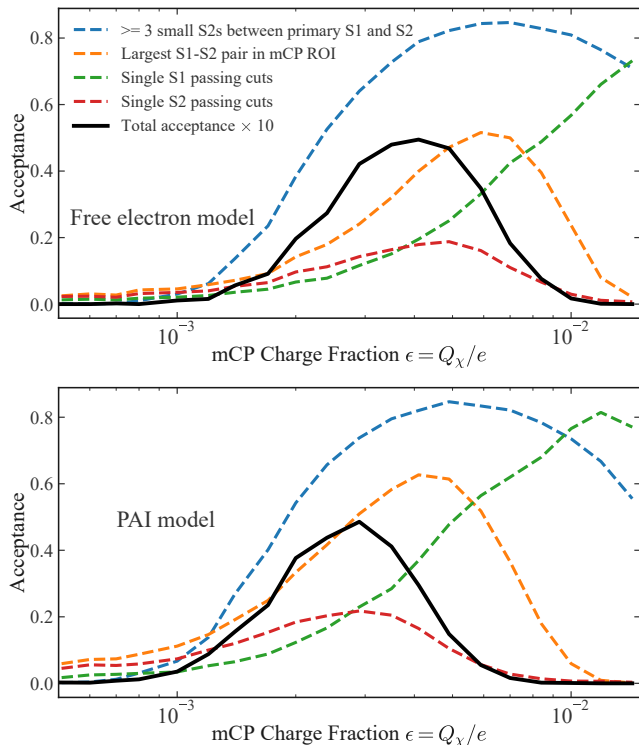 0.8
0.6
0.4
0.2
0.0
Acceptance
>= 3 small S2s between primary S1 and S2
Largest S1-S2 pair in mCP ROI
Single S1 passing cuts
Single S2 passing cuts
Total acceptance × 10
Free electron model
10⁻³
10⁻²
mCP Charge Fraction ϵ = Qχ/e
0.8
0.6
0.4
0.2
0.0
Acceptance
PAI model
10⁻³
10⁻²
mCP Charge Fraction ϵ = Qχ/e